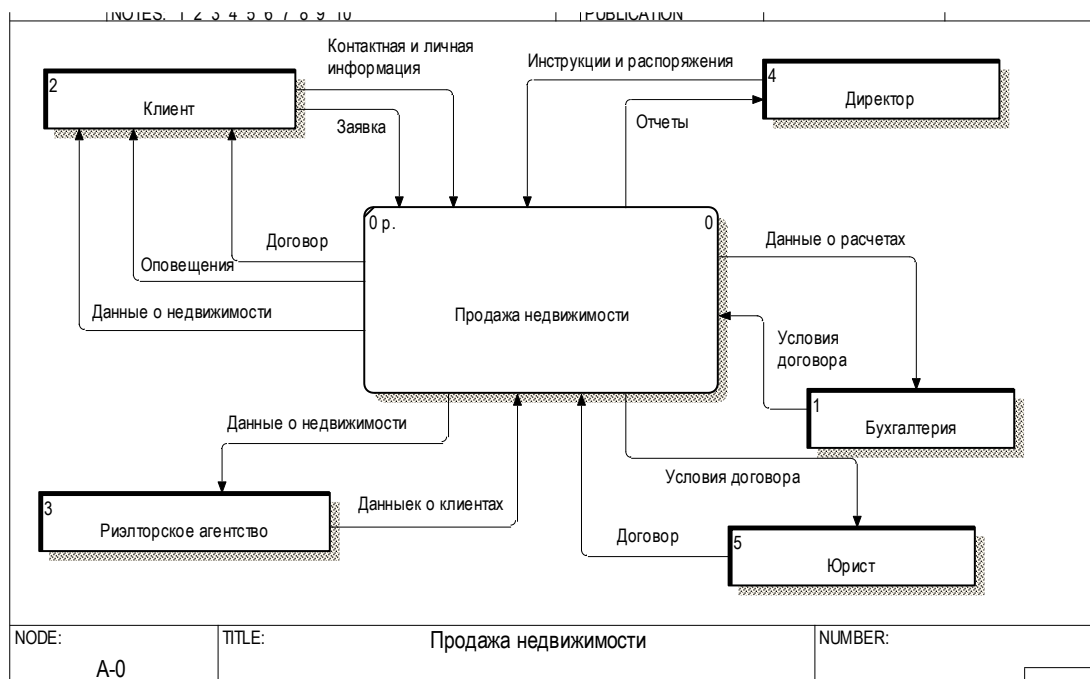 NOTES: 1 2 3 4 5 6 7 8 9 10
PUBLICATION
Контактная и личная
информация
Инструкции и распоряжения
2
Клиент
4
Директор
Заявка
Отчеты
0 р.
0
Договор
Данные о расчетах
Оповещения
Данные о недвижимости
Продажа недвижимости
Условия
договора
1
Бухгалтерия
Данные о недвижимости
Условия договора
3
Риэлторское агентство
Данныек о клиентах
Договор
5
Юрист
NODE:
TITLE:
Продажа недвижимости
NUMBER:
A-0